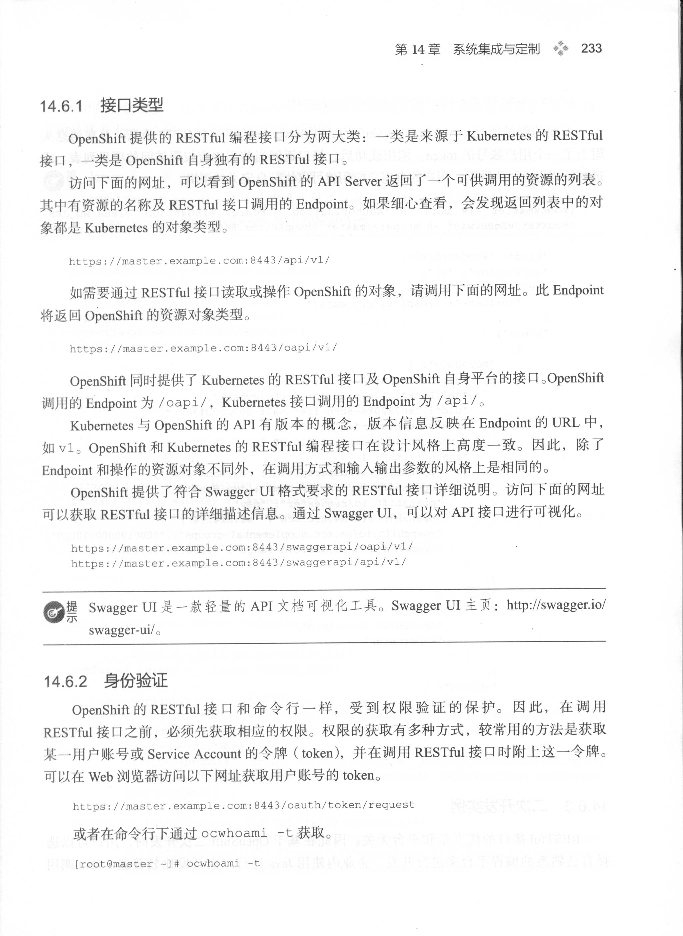 第 14 章 系统集成与定制 233
14.6.1 接口类型
OpenShift 提供的 RESTful 编程接口分为两大类：一类是来源于 Kubernetes 的 RESTful
接口，一类是 OpenShift 自身独有的 RESTful 接口。
访问下面的网址，可以看到 OpenShift 的 API Server 返回了一个可供调用的资源的列表。
其中有资源的名称及 RESTful 接口调用的 Endpoint。如果细心查看，会发现返回列表中的对
象都是 Kubernetes 的对象类型。
https://master.example.com:8443/api/v1/
如需要通过 RESTful 接口读取或操作 OpenShift 的对象，请调用下面的网址。此 Endpoint
将返回 OpenShift 的资源对象类型。
https://master.example.com:8443/oapi/v1/
OpenShift 同时提供了 Kubernetes 的 RESTful 接口及 OpenShift 自身平台的接口。OpenShift
调用的 Endpoint 为 /oapi/，Kubernetes 接口调用的 Endpoint 为 /api/。
Kubernetes 与 OpenShift 的 API 有版本的概念，版本信息反映在 Endpoint 的 URL 中，
如 v1。OpenShift 和 Kubernetes 的 RESTful 编程接口在设计风格上高度一致。因此，除了
Endpoint 和操作的资源对象不同外，在调用方式和输入输出参数的风格上是相同的。
OpenShift 提供了符合 Swagger UI 格式要求的 RESTful 接口详细说明。访问下面的网址
可以获取 RESTful 接口的详细描述信息。通过 Swagger UI，可以对 API 接口进行可视化。
https://master.example.com:8443/swaggerapi/oapi/v1/
https://master.example.com:8443/swaggerapi/api/v1/
提示 Swagger UI 是一款轻量的 API 文档可视化工具。Swagger UI 主页：http://swagger.io/
swagger-ui/。
14.6.2 身份验证
OpenShift 的 RESTful 接口和命令行一样，受到权限验证的保护。因此，在调用
RESTful 接口之前，必须先获取相应的权限。权限的获取有多种方式，较常用的方法是获取
某一用户账号或 Service Account 的令牌（token），并在调用 RESTful 接口时附上这一令牌。
可以在 Web 浏览器访问以下网址获取用户账号的 token。
https://master.example.com:8443/oauth/token/request
或者在命令行下通过 ocwhoami -t 获取。
[root@master ~]# ocwhoami -t